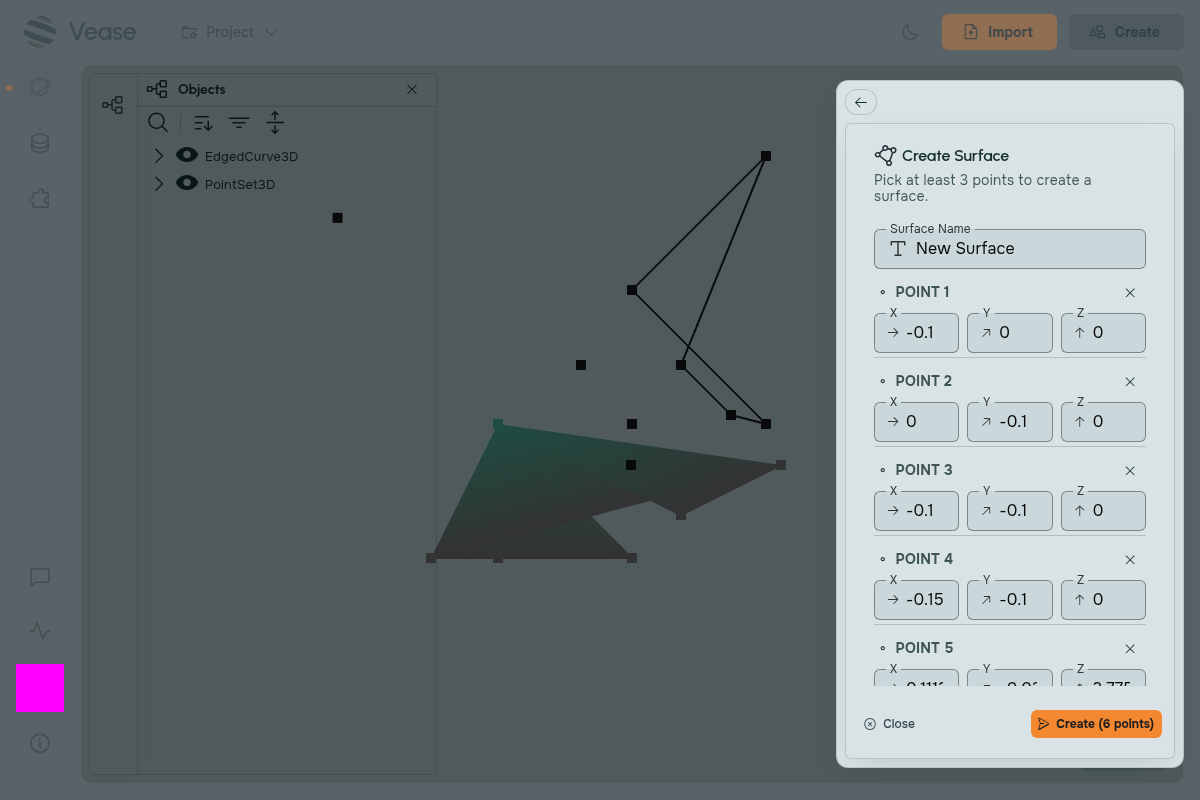 Vease
Project
Import
Create
Objects
EdgedCurve3D
PointSet3D
Create Surface
Pick at least 3 points to create a
surface.
Surface Name
New Surface
POINT 1
X
-0.1
Y
0
Z
0
POINT 2
X
0
Y
-0.1
Z
0
POINT 3
X
-0.1
Y
-0.1
Z
0
POINT 4
X
-0.15
Y
-0.1
Z
0
POINT 5
X
Y
Z
Close
Create (6 points)